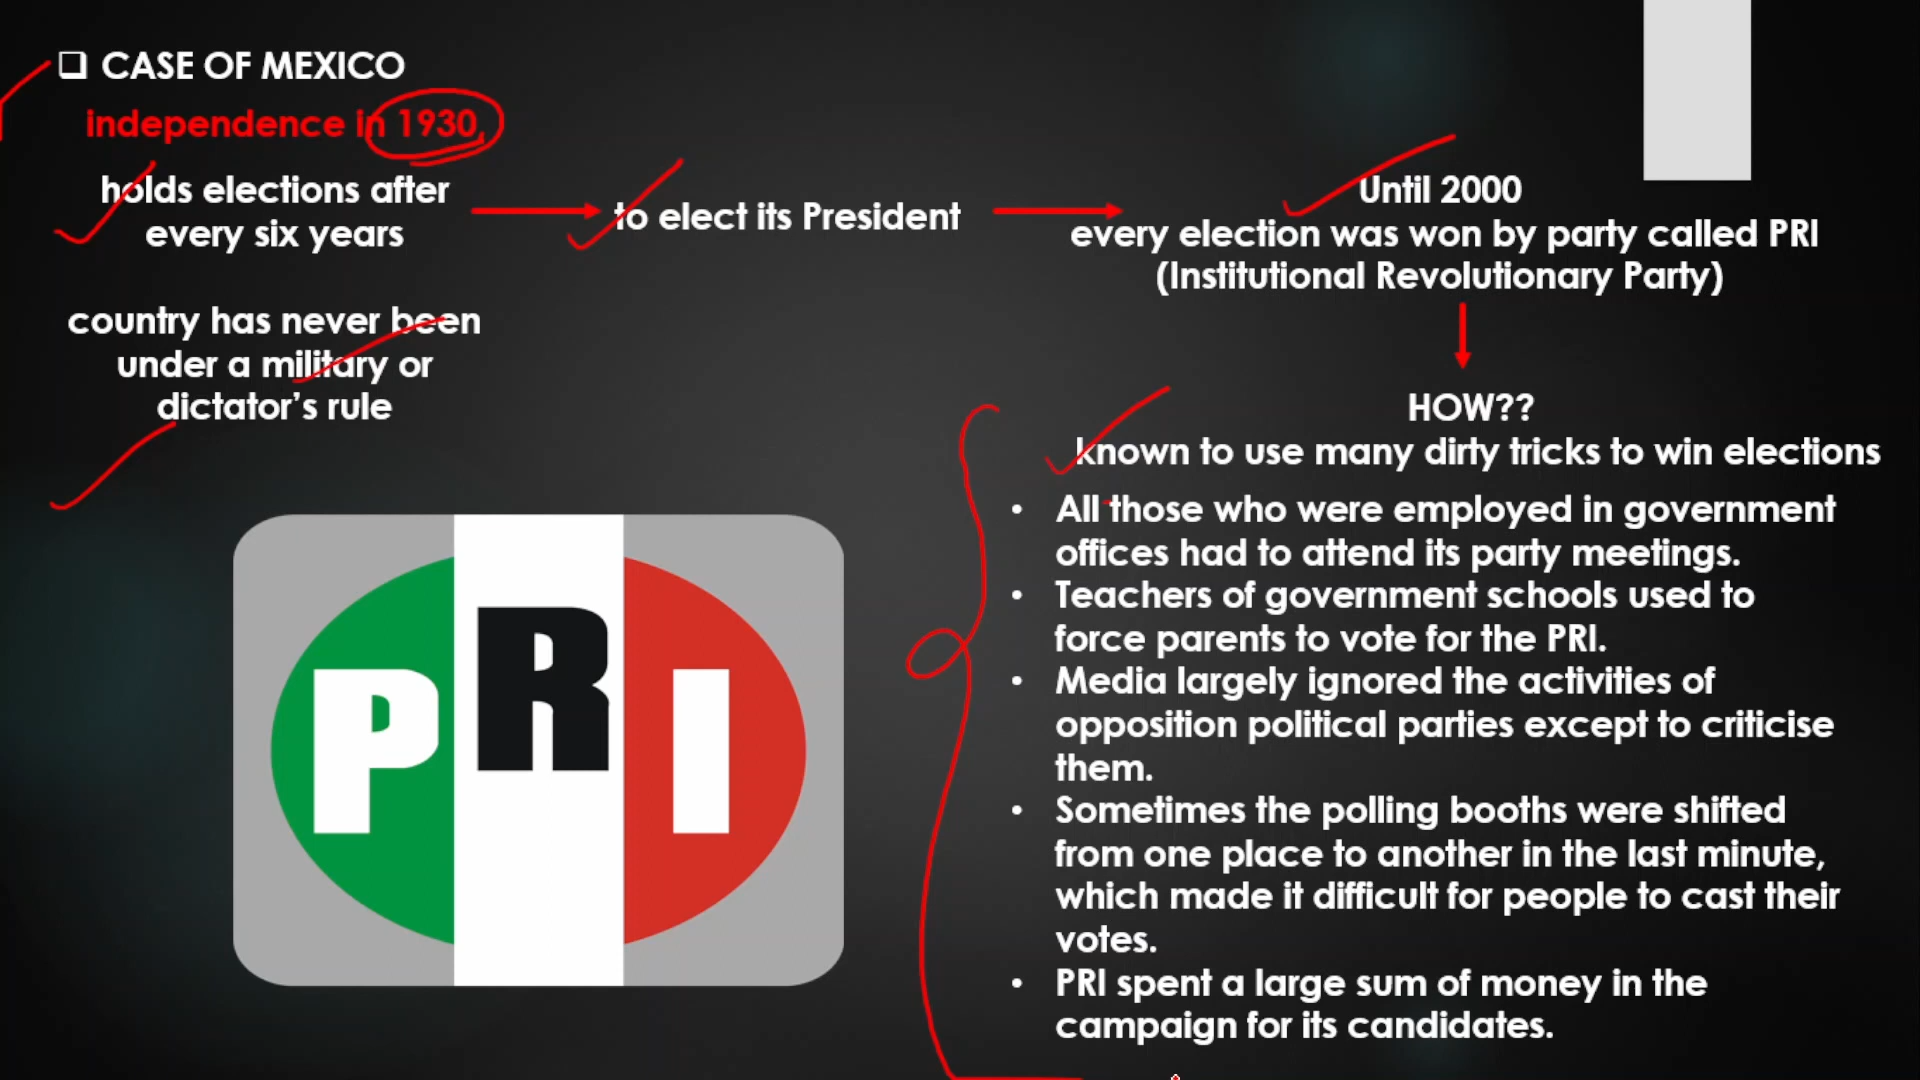 CASE OF MEXICO
independence in 1930,
holds elections after
every six years
to elect its President
Until 2000
every election was won by party called PRI
(Institutional Revolutionary Party)
country has never been
under a military or
dictator's rule
HOW??
known to use many dirty tricks to win elections
• All those who were employed in government
offices had to attend its party meetings.
• Teachers of government schools used to
force parents to vote for the PRI.
• Media largely ignored the activities of
opposition political parties except to criticise
them.
• Sometimes the polling booths were shifted
from one place to another in the last minute,
which made it difficult for people to cast their
votes.
• PRI spent a large sum of money in the
campaign for its candidates.
PRI